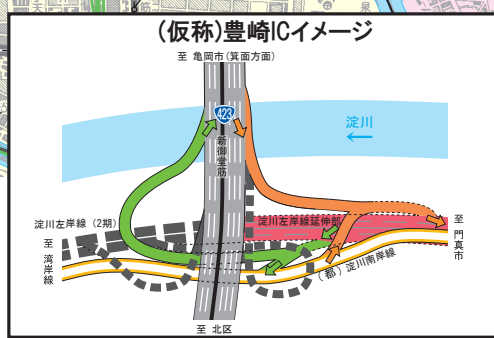 (仮称)豊崎ICイメージ
至 亀岡市(箕面方面)
423
新御堂筋
淀川
淀川左岸線(2期)
淀川左岸線延伸部
至 湾岸線
至 門真市
(都)淀川南岸線
至 北区